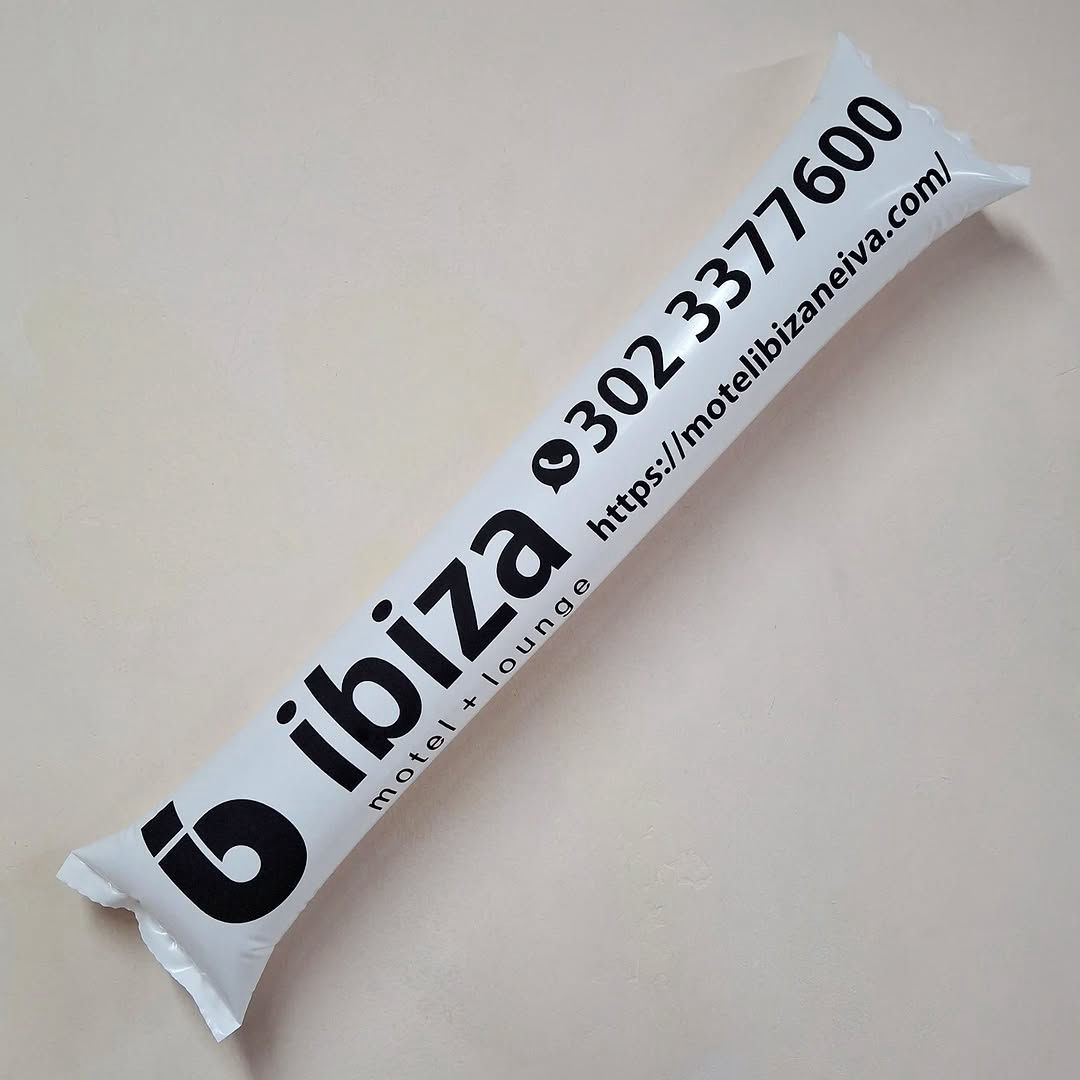 ibiza
motel + lounge
302 3377600
https://motelibizaneiva.com/